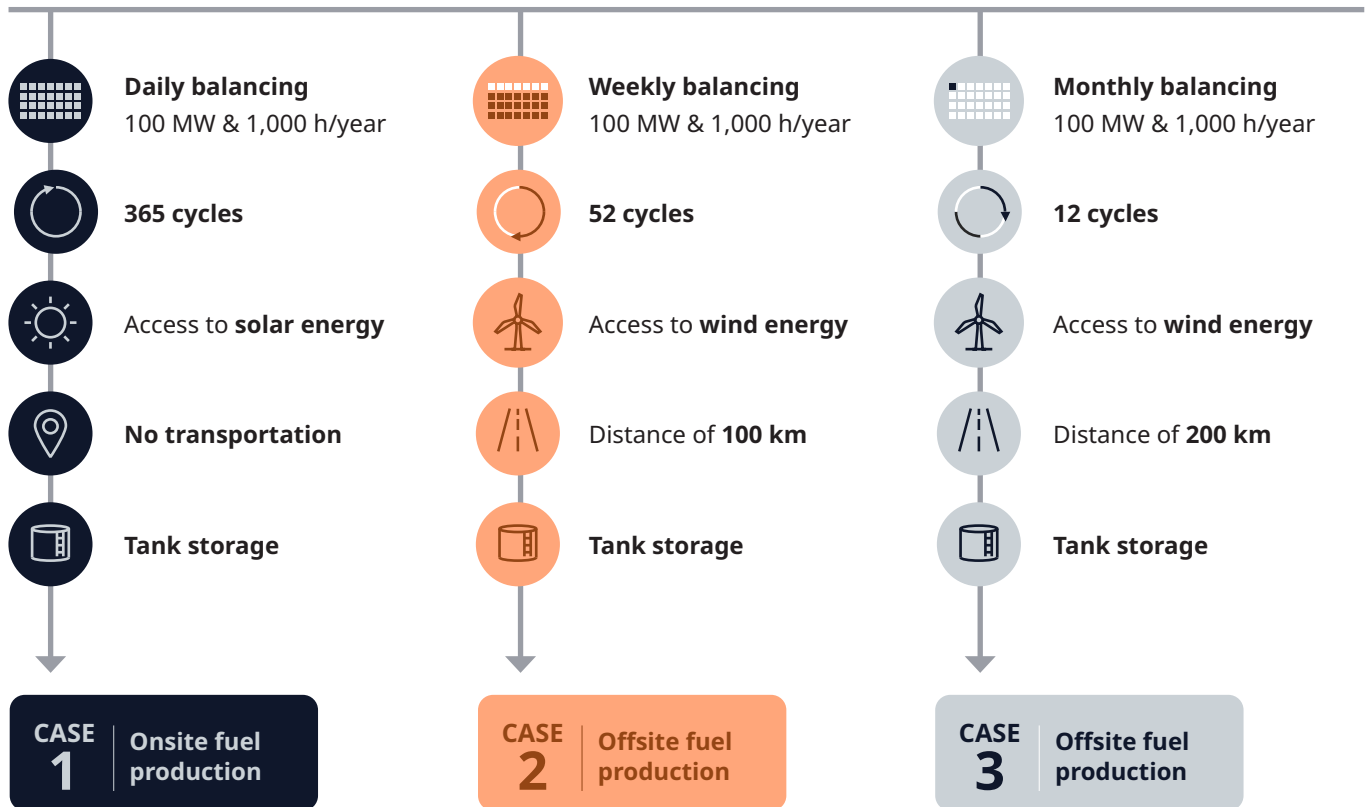 Daily balancing
100 MW & 1,000 h/year
365 cycles
Access to solar energy
No transportation
Tank storage
CASE
1
Onsite fuel
production
Weekly balancing
100 MW & 1,000 h/year
52 cycles
Access to wind energy
Distance of 100 km
Tank storage
CASE
2
Offsite fuel
production
Monthly balancing
100 MW & 1,000 h/year
12 cycles
Access to wind energy
Distance of 200 km
Tank storage
CASE
3
Offsite fuel
production